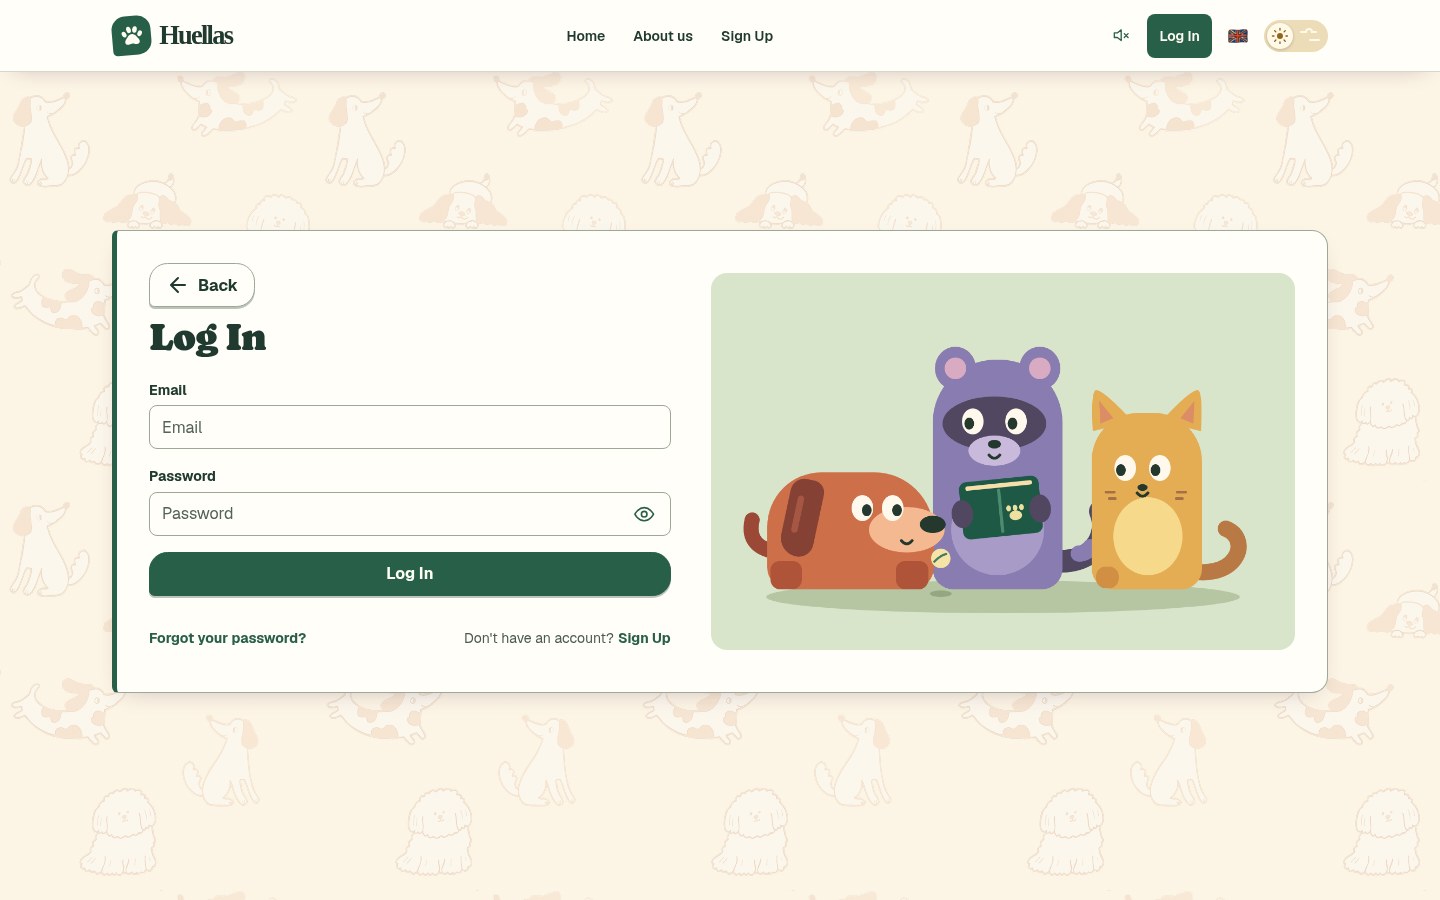 Huellas
Home
About us
Sign Up
Log In
Back
Log In
Email
Email
Password
Password
Log In
Forgot your password?
Don't have an account? Sign Up